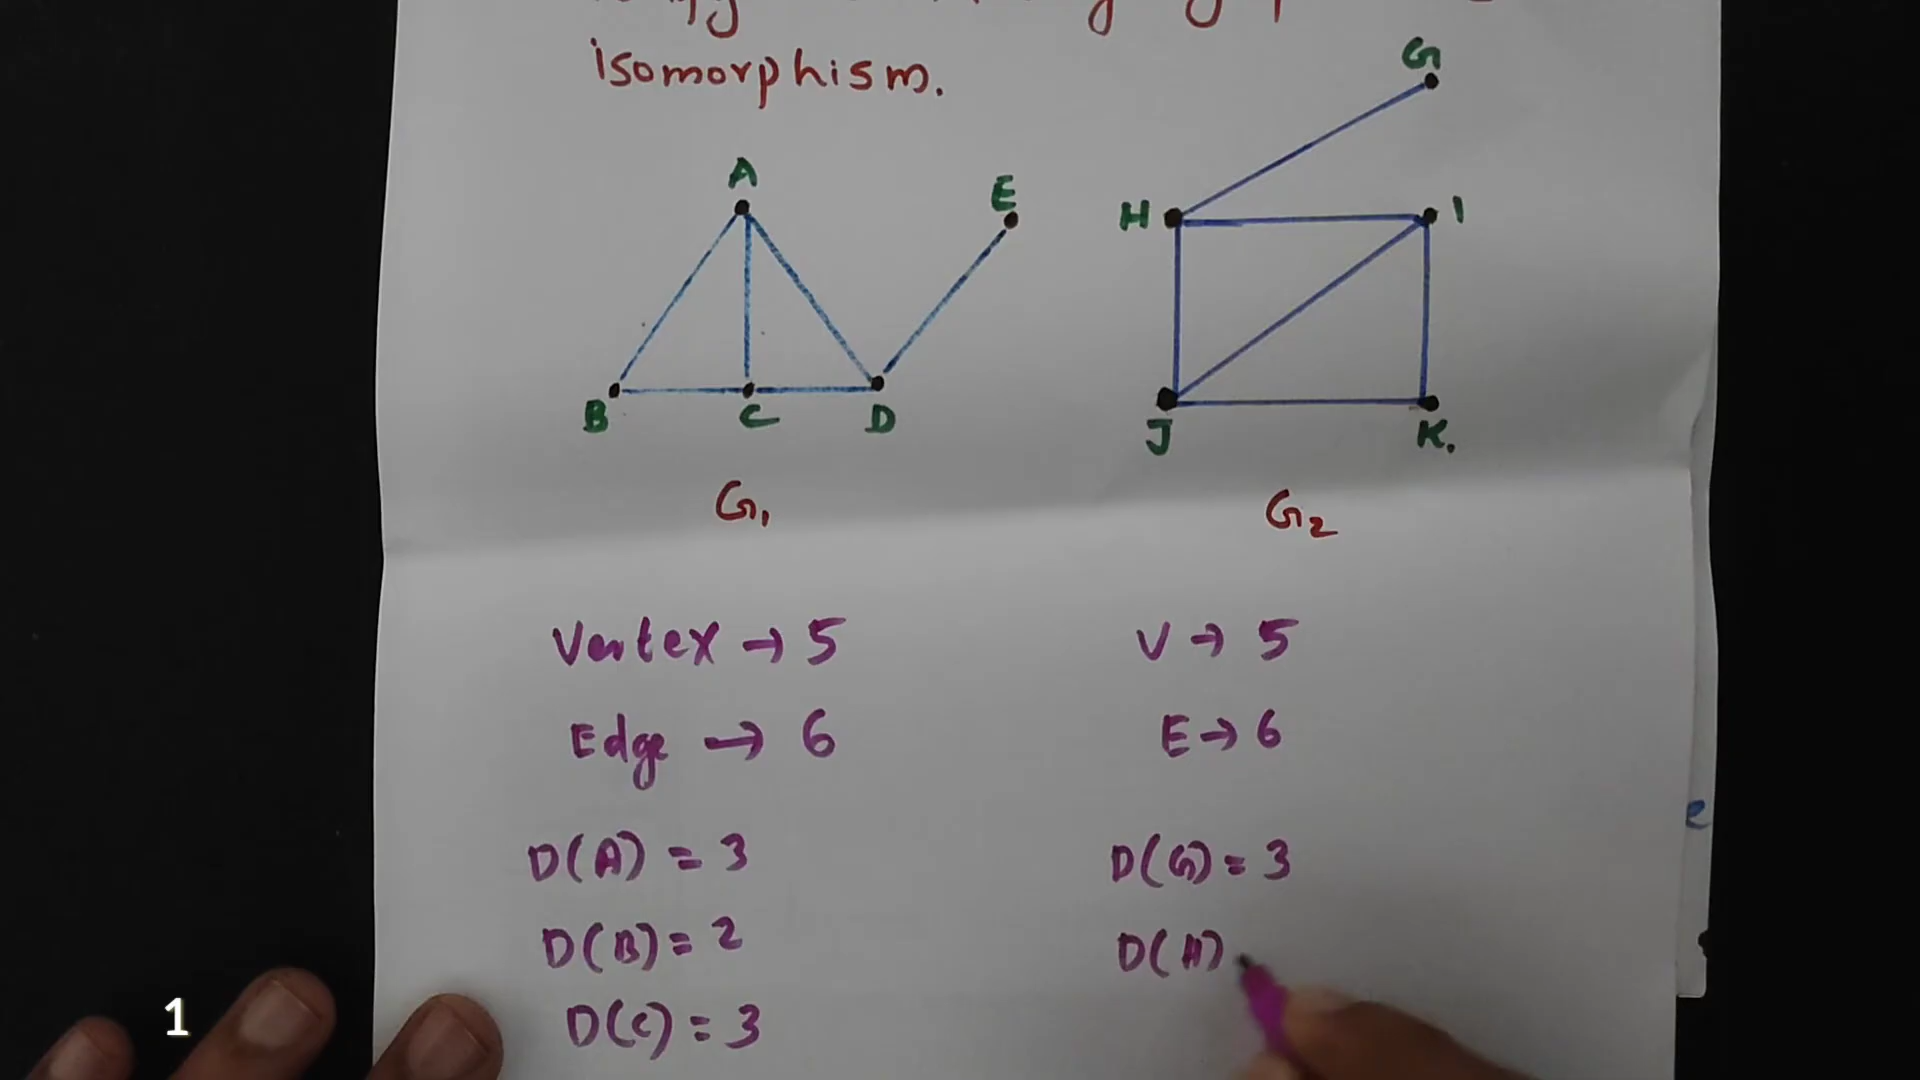 isomorphism.
G
A
E
H
I
B
C
D
J
K.
G1
G2
Vertex → 5
V → 5
Edge → 6
E → 6
D(A) = 3
D(G) = 3
D(B) = 2
D(H)
D(C) = 3
1
e